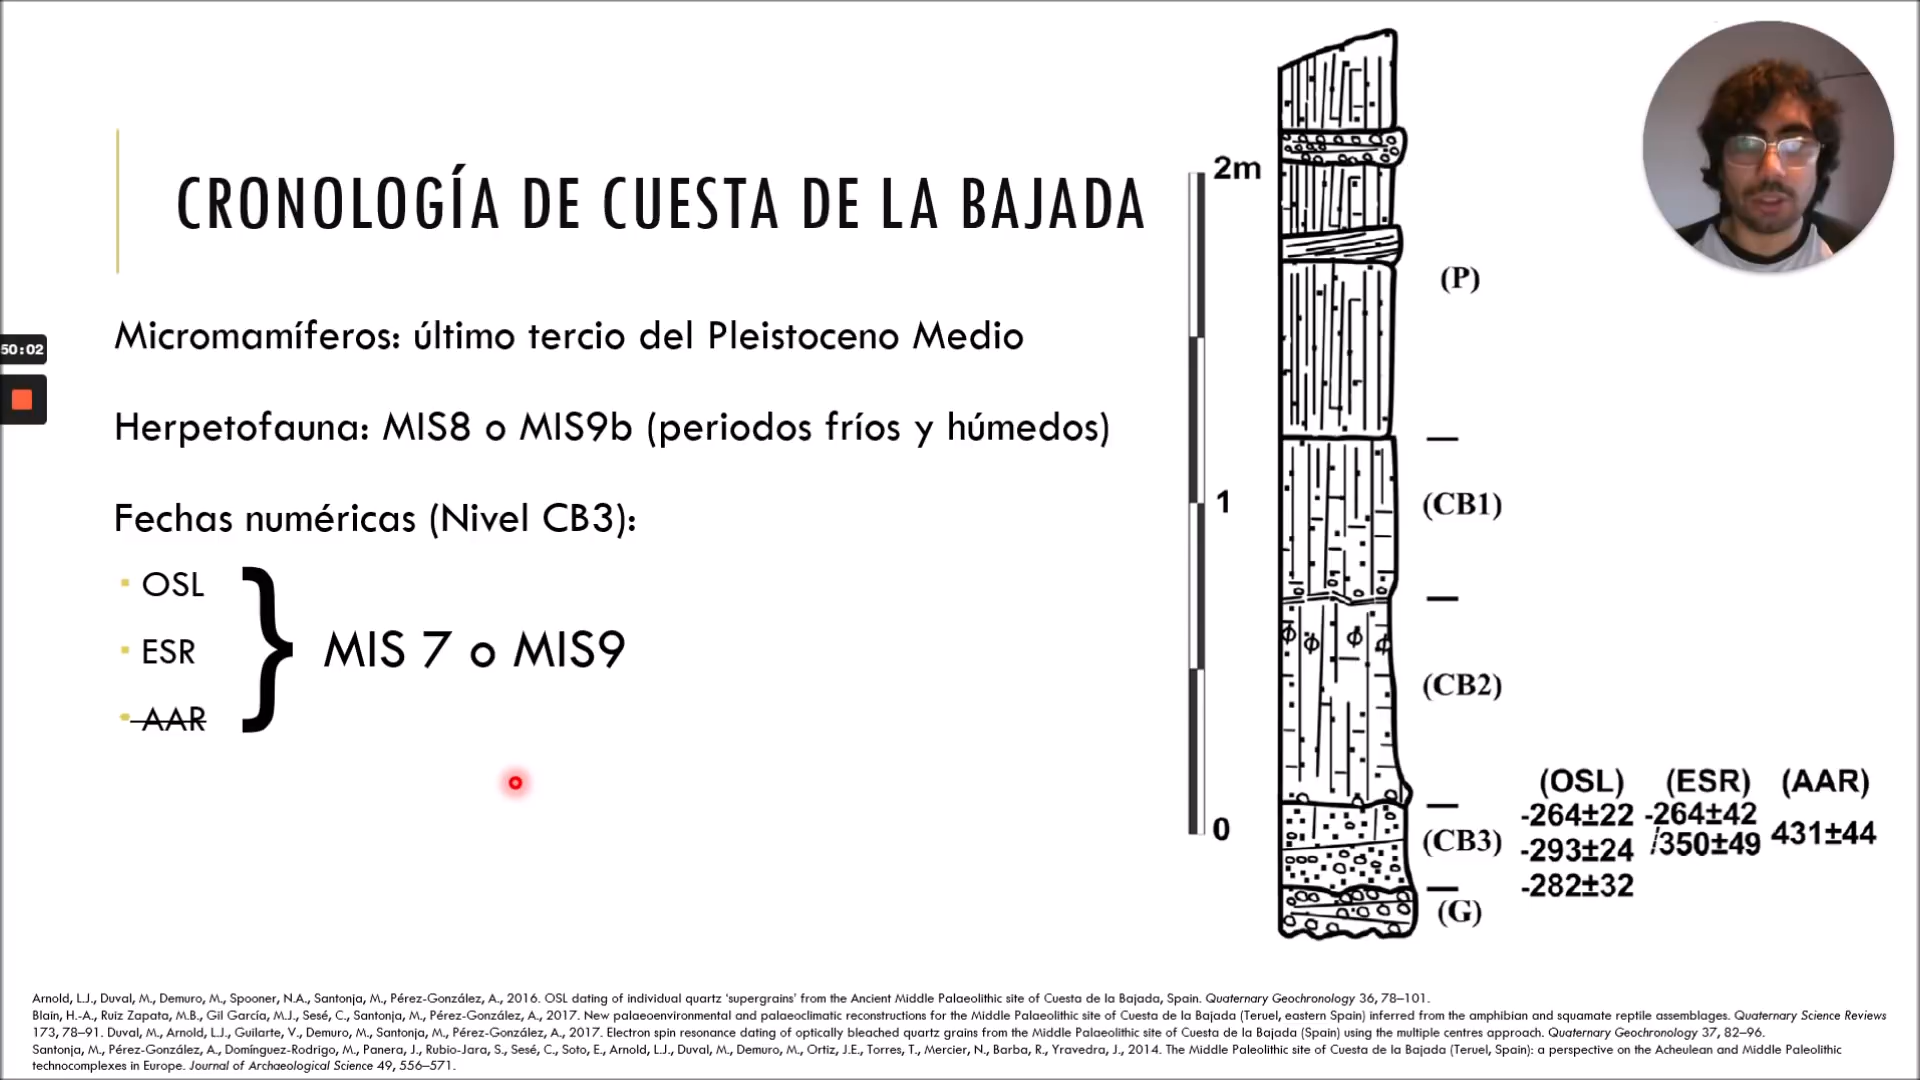 CRONOLOGÍA DE CUESTA DE LA BAJADA
50:02
Micromamíferos: último tercio del Pleistoceno Medio
Herpetofauna: MIS8 o MIS9b (periodos fríos y húmedos)
Fechas numéricas (Nivel CB3):
OSL
ESR
AAR
} MIS 7 o MIS9
2m
1
0
(P)
(CB1)
(CB2)
(CB3)
(G)
(OSL) (ESR) (AAR)
-264±22 -264±42
-293±24 /350±49 431±44
-282±32
Arnold, L.J., Duval, M., Demuro, M., Spooner, N.A., Santonja, M., Pérez-González, A., 2016. OSL dating of individual quartz 'supergrains' from the Ancient Middle Palaeolithic site of Cuesta de la Bajada, Spain. Quaternary Geochronology 36, 78–101.
Blain, H.-A., Ruiz Zapata, M.B., Gil García, M.J., Sesé, C., Santonja, M., Pérez-González, A., 2017. New palaeoenvironmental and palaeoclimatic reconstructions for the Middle Palaeolithic site of Cuesta de la Bajada (Teruel, eastern Spain) inferred from the amphibian and squamate reptile assemblages. Quaternary Science Reviews
173, 78–91. Duval, M., Arnold, L.J., Guilarte, V., Demuro, M., Santonja, M., Pérez-González, A., 2017. Electron spin resonance dating of optically bleached quartz grains from the Middle Palaeolithic site of Cuesta de la Bajada (Spain) using the multiple centres approach. Quaternary Geochronology 37, 82–96.
Santonja, M., Pérez-González, A., Domínguez-Rodrigo, M., Panera, J., Rubio-Jara, S., Sesé, C., Soto, E., Arnold, L.J., Duval, M., Demuro, M., Ortiz, J.E., Torres, T., Mercier, N., Barba, R., Yravedra, J., 2014. The Middle Paleolithic site of Cuesta de la Bajada (Teruel, Spain): a perspective on the Acheulean and Middle Paleolithic
technocomplexes in Europe. Journal of Archaeological Science 49, 556–571.